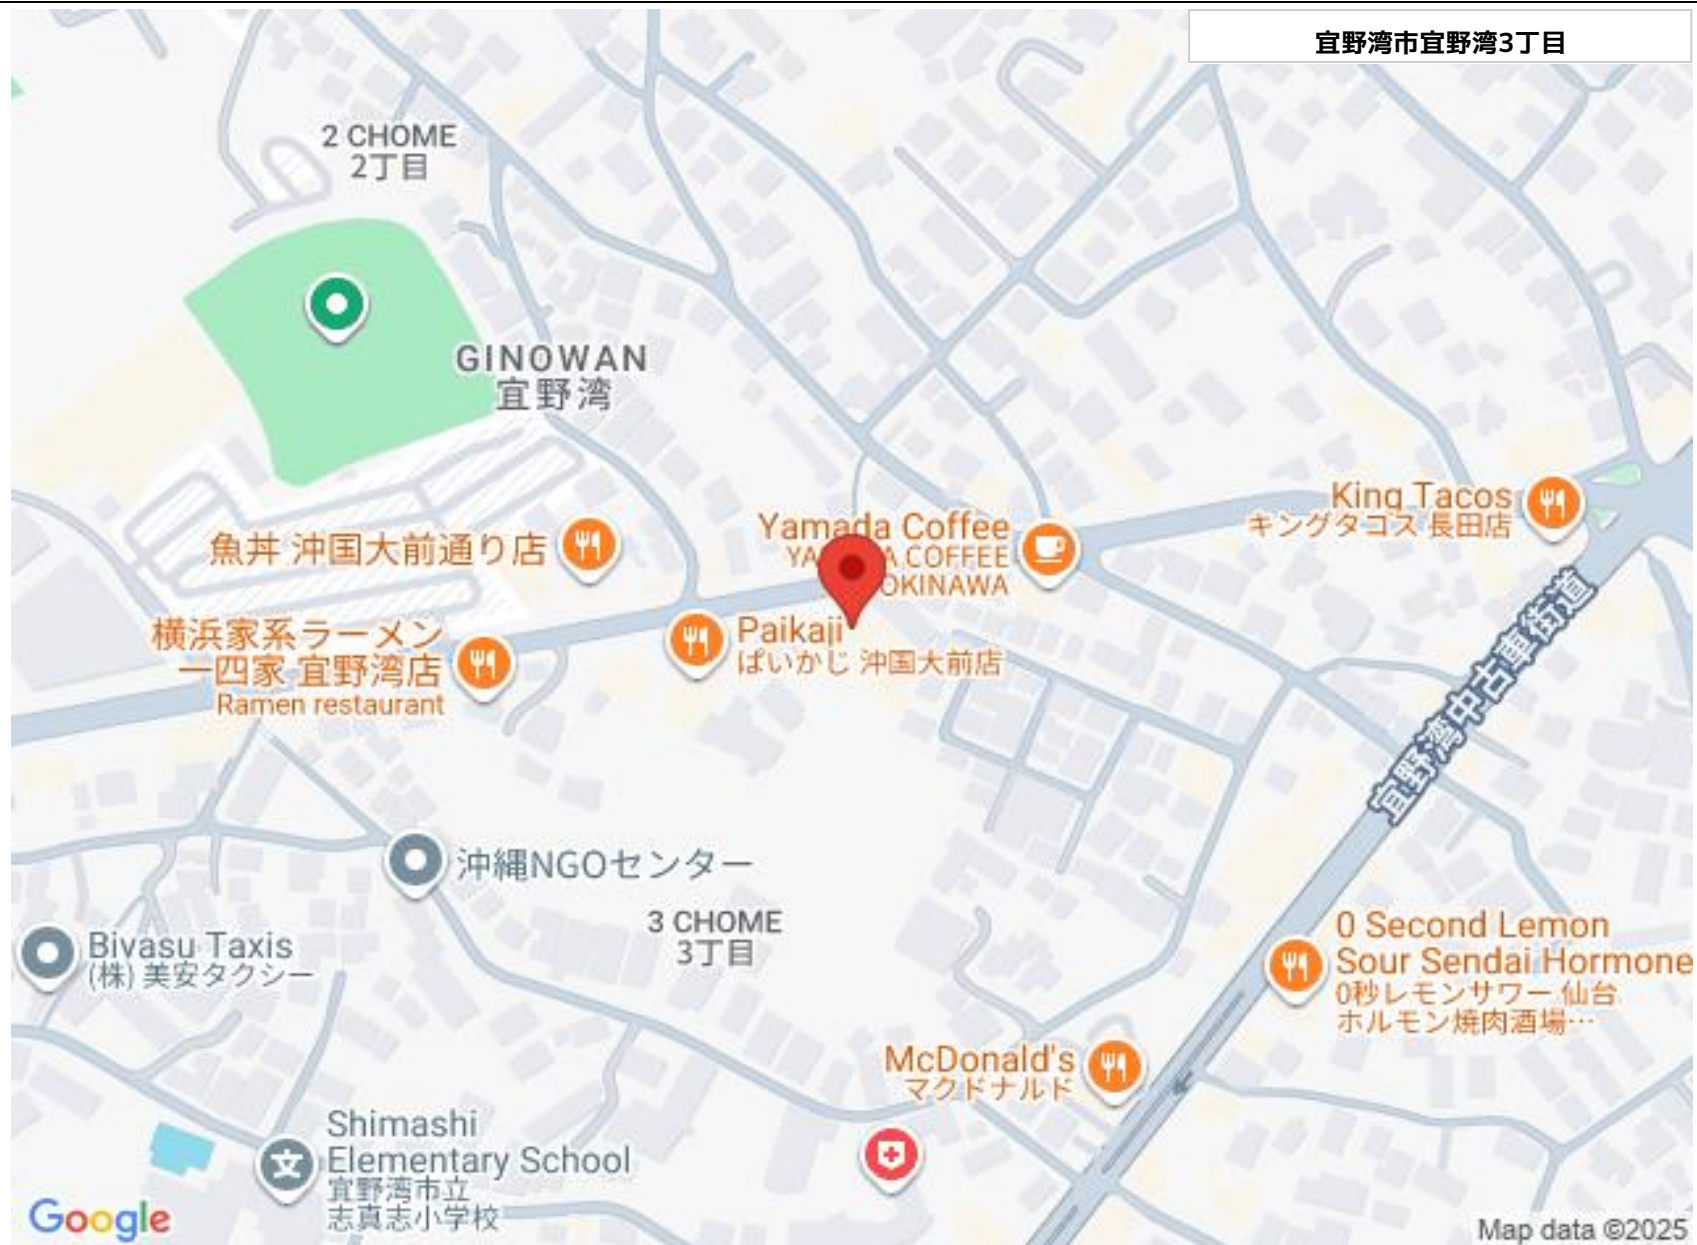 宜野湾市宜野湾3丁目
2 CHOME
2丁目
GINOWAN
宜野湾
King Tacos
キングタコス 長田店
Yamada Coffee
COFFEE
OKINAWA
魚丼 沖国大前通り店
横浜家系ラーメン
一四家 宜野湾店
Ramen restaurant
Paikaji
ぱいかじ 沖国大前店
宜野湾中古車街道
沖縄NGOセンター
3 CHOME
3丁目
Bivasu Taxis
(株) 美安タクシー
0 Second Lemon
Sour Sendai Hormone
0秒レモンサワー 仙台
ホルモン焼肉酒場…
McDonald's
マクドナルド
Shimashi
Elementary School
宜野湾市立
志真志小学校
Google
Map data ©2025